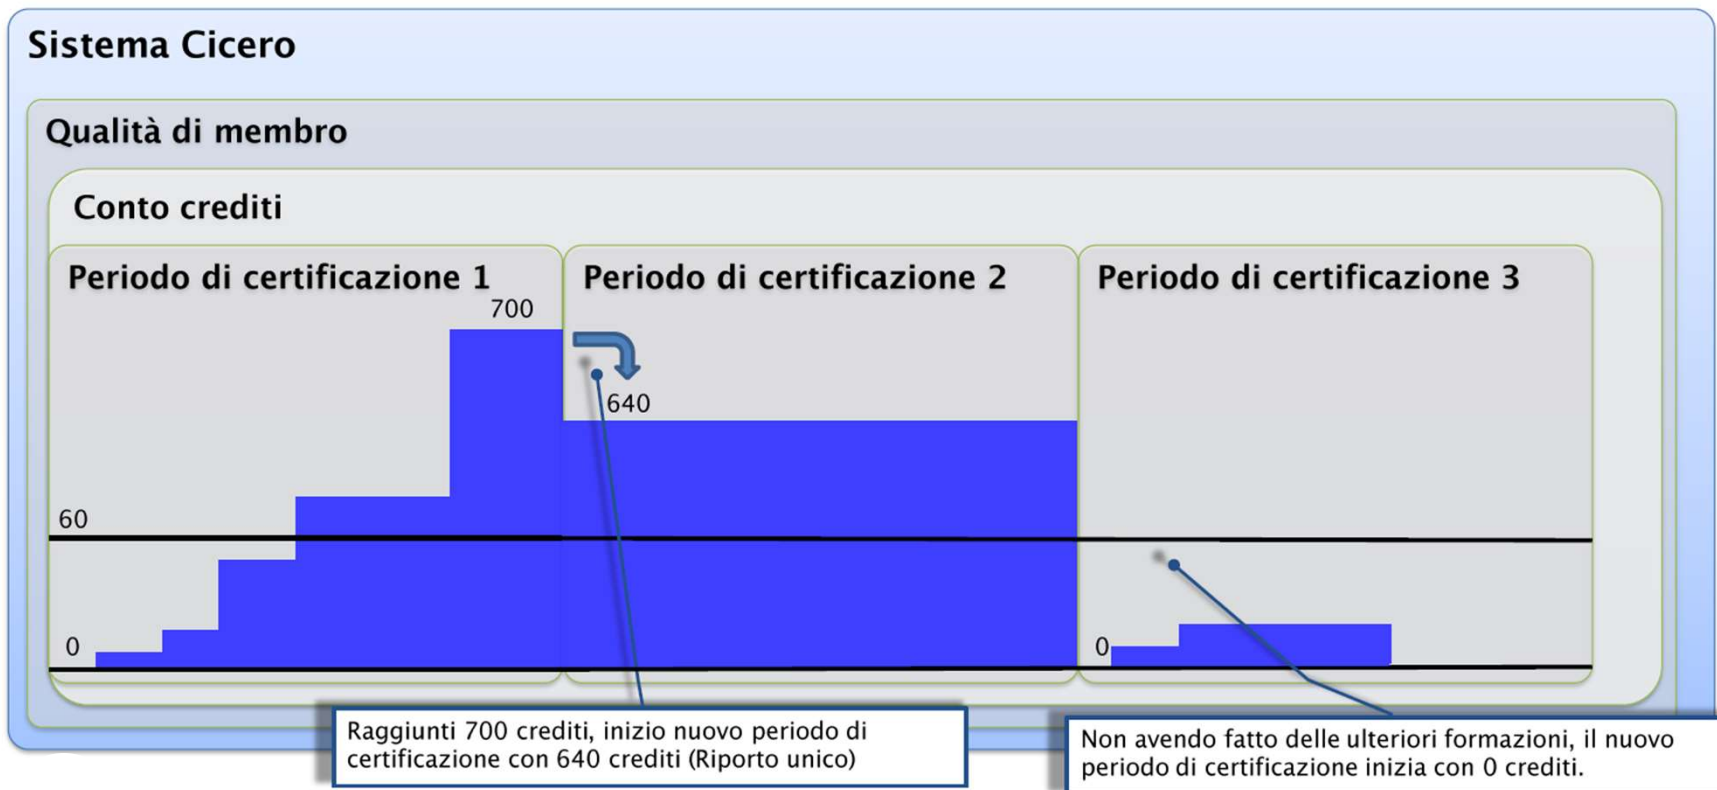 Sistema Cicero
Qualità di membro
Conto crediti
Periodo di certificazione 1
Periodo di certificazione 2
Periodo di certificazione 3
700
640
60
0
0
Raggiunti 700 crediti, inizio nuovo periodo di
certificazione con 640 crediti (Riporto unico)
Non avendo fatto delle ulteriori formazioni, il nuovo
periodo di certificazione inizia con 0 crediti.